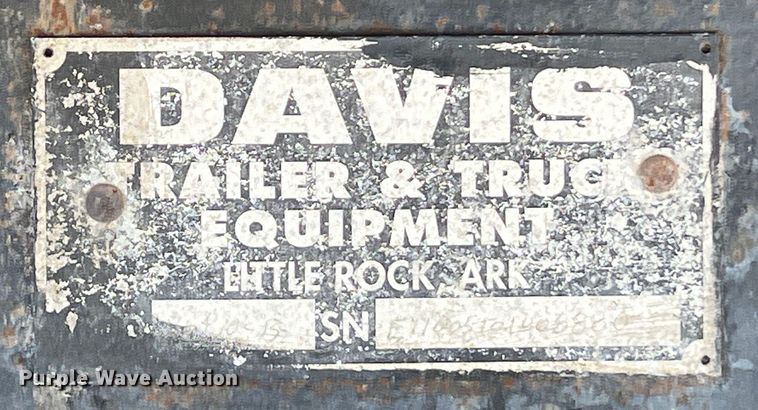 DAVIS
TRAILER & TRUCK
EQUIPMENT
LITTLE ROCK, ARK
SN
Purple Wave Auction